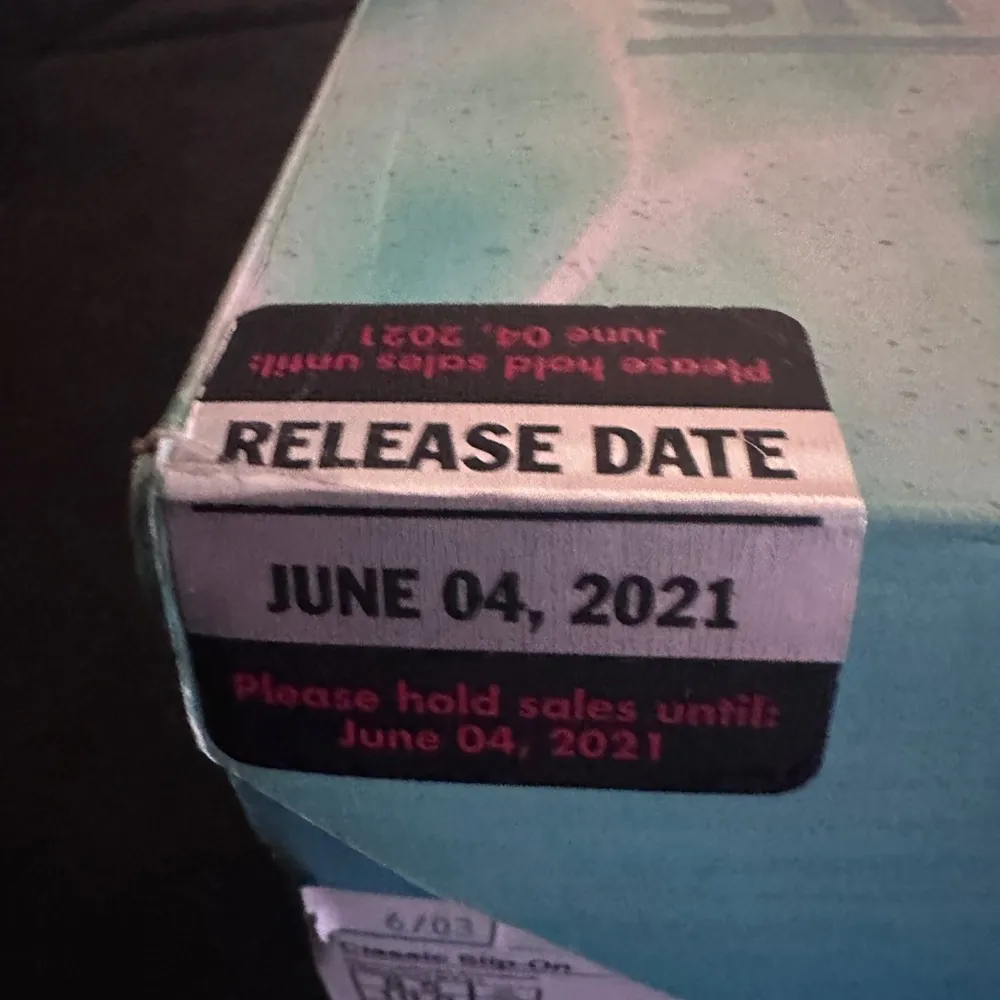 June 04, 2021
Please hold sales until:
RELEASE DATE
JUNE 04, 2021
Please hold sales until:
June 04, 2021
6/03
Classic Slip-On